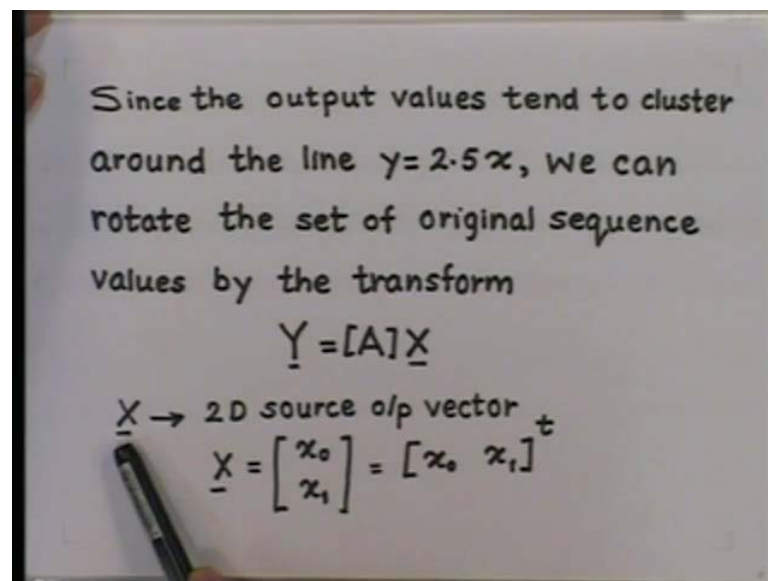 Since the output values tend to cluster
around the line y = 2.5x, we can
rotate the set of original sequence
values by the transform
Y = [A] X
X → 2D source o/p vector
X = [x₀ x₁] = [x₀ x₁]ᵗ